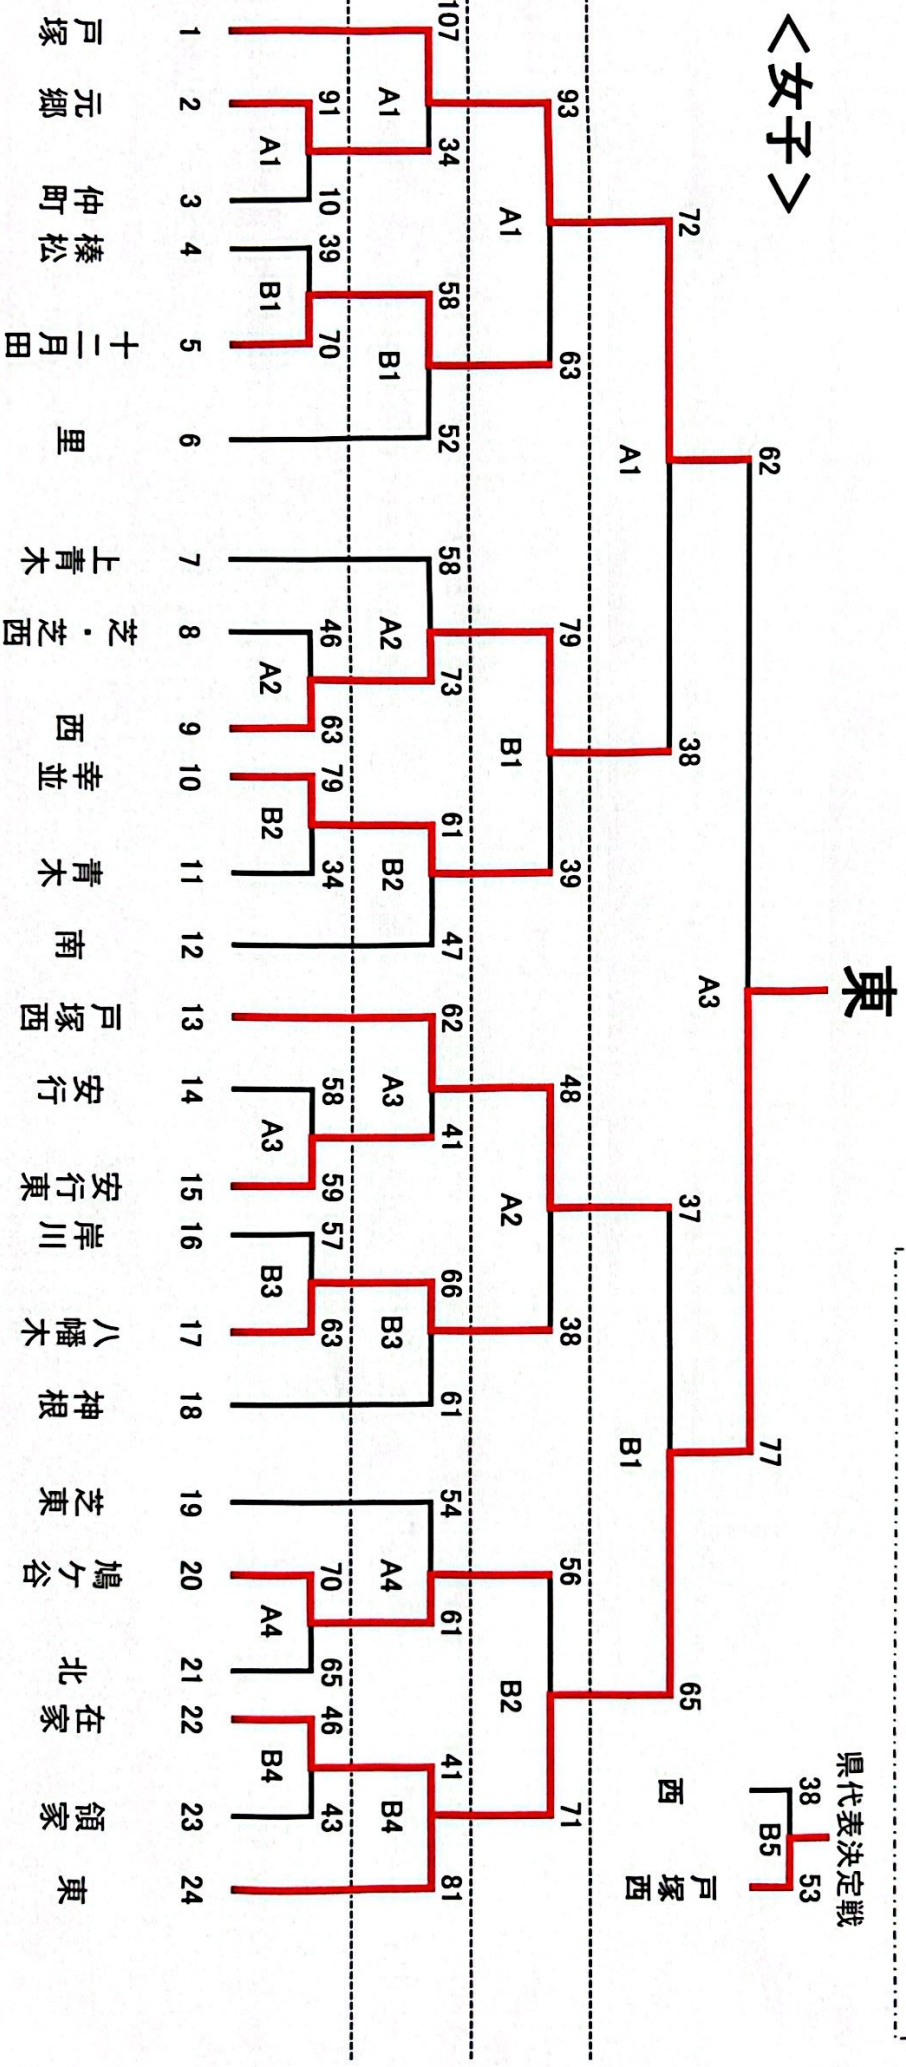 <女子>
東
県代表決定戦
38 53
B5
西 戸塚西
62 77
A3
72 38 37 65
A1 B1
93 63 79 39 48 38 56 71
A1 B1 A2 B2
107 34 58 52 58 73 61 47 62 41 66 61 54 61 41 81
A1 B1 A2 B2 A3 B3 A4 B4
91 10 39 70 46 63 79 34 58 59 57 63 70 65 46 43
A1 B1 A2 B2 A3 B3 A4 B4
1 2 3 4 5 6 7 8 9 10 11 12 13 14 15 16 17 18 19 20 21 22 23 24
戸塚 元郷 仲町 榛松 十二月田 里 上青木 芝・芝西 西 幸並 青木 南 戸塚西 安行 安行東 岸川 八幡木 神根 芝東 鳩ケ谷 北 在家 領家 東